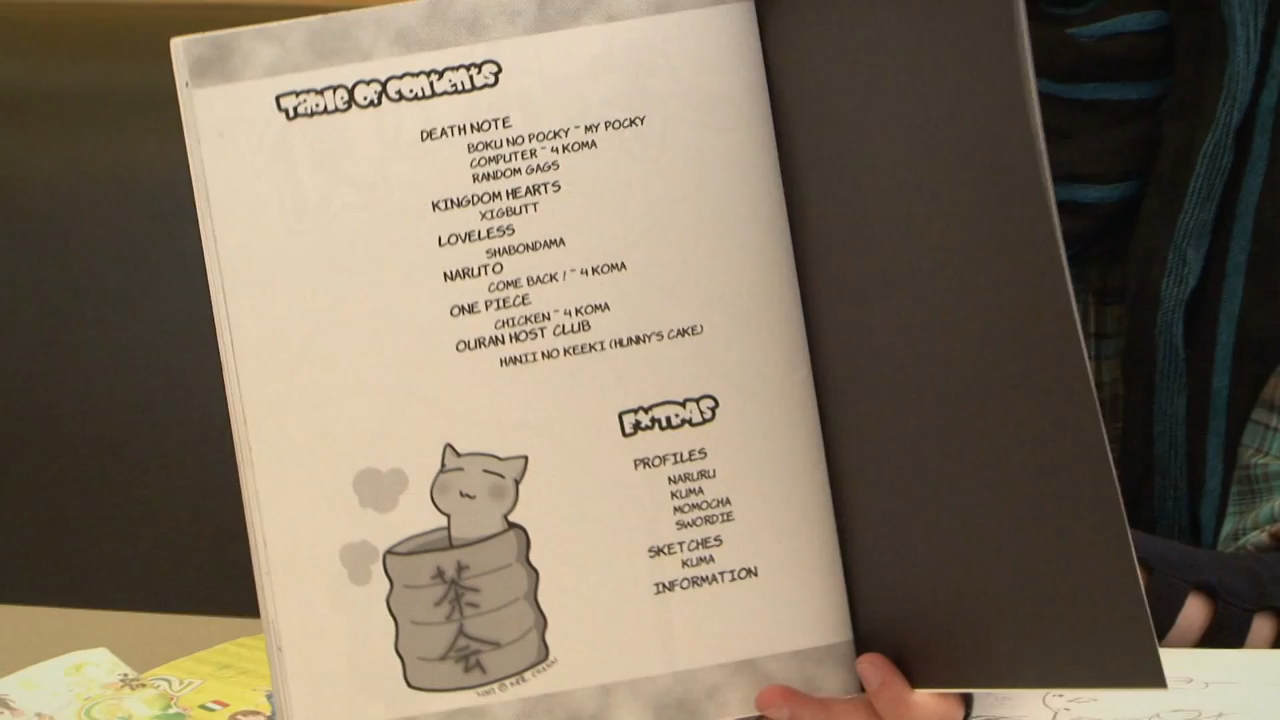 Table of Contents
DEATH NOTE
BOKU NO POCKY ~ MY POCKY
COMPUTER ~ 4 KOMA
RANDOM GAGS
KINGDOM HEARTS
XIGBUTT
LOVELESS
SHABONDAMA
NARUTO
COME BACK! ~ 4 KOMA
ONE PIECE
CHICKEN ~ 4 KOMA
OURAN HOST CLUB
HANII NO KEEKI (HUNNY'S CAKE)
EXTRAS
PROFILES
NARURU
KUMA
MOMOCHA
SWORDIE
SKETCHES
KUMA
INFORMATION
茶
会